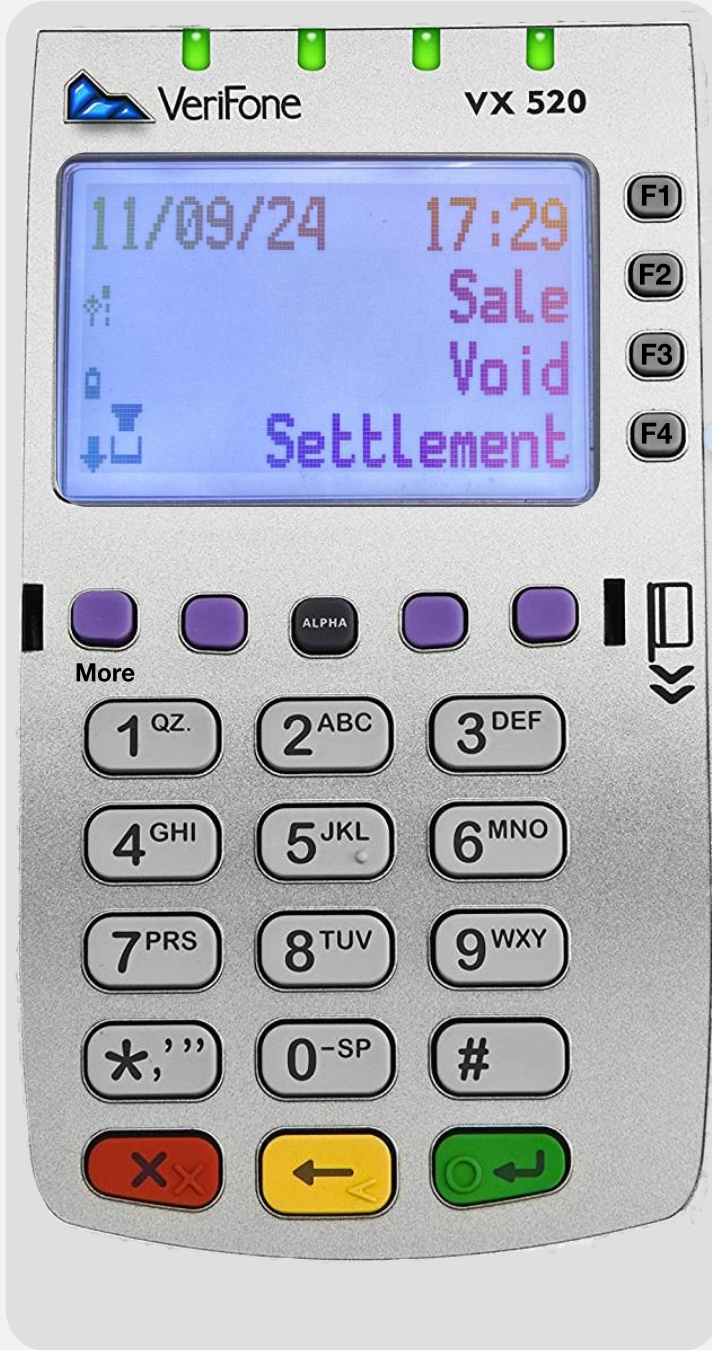 VeriFone VX 520
11/09/24 17:29 F1
Sale F2
Void F3
Settlement F4
ALPHA
More
1 QZ. 2 ABC 3 DEF
4 GHI 5 JKL 6 MNO
7 PRS 8 TUV 9 WXY
*,'" 0 -SP #